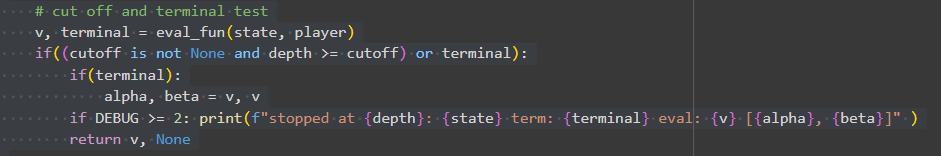 # cut off and terminal test
v, terminal = eval_fun(state, player)
if((cutoff is not None and depth >= cutoff) or terminal):
if(terminal):
alpha, beta = v, v
if DEBUG >= 2: print(f"stopped at {depth}: {state} term: {terminal} eval: {v} [{alpha}, {beta}]" )
return v, None